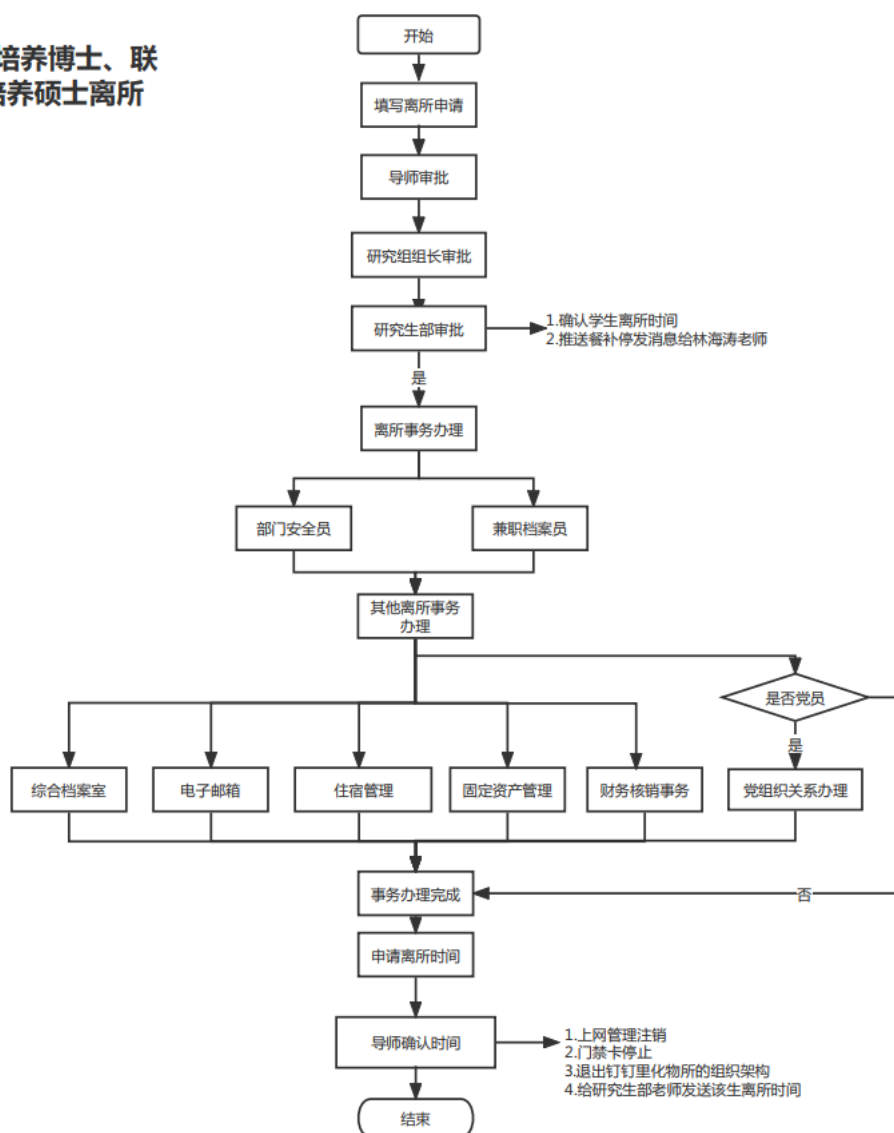 培养博士、联
培养硕士离所
开始
填写离所申请
导师审批
研究组组长审批
研究生部审批
1.确认学生离所时间
2.推送餐补停发消息给林海涛老师
是
离所事务办理
部门安全员
兼职档案员
其他离所事务
办理
是否党员
是
综合档案室
电子邮箱
住宿管理
固定资产管理
财务核销事务
党组织关系办理
事务办理完成
否
申请离所时间
导师确认时间
1.上网管理注销
2.门禁卡停止
3.退出钉钉里化物所的组织架构
4.给研究生部老师发送该生离所时间
结束